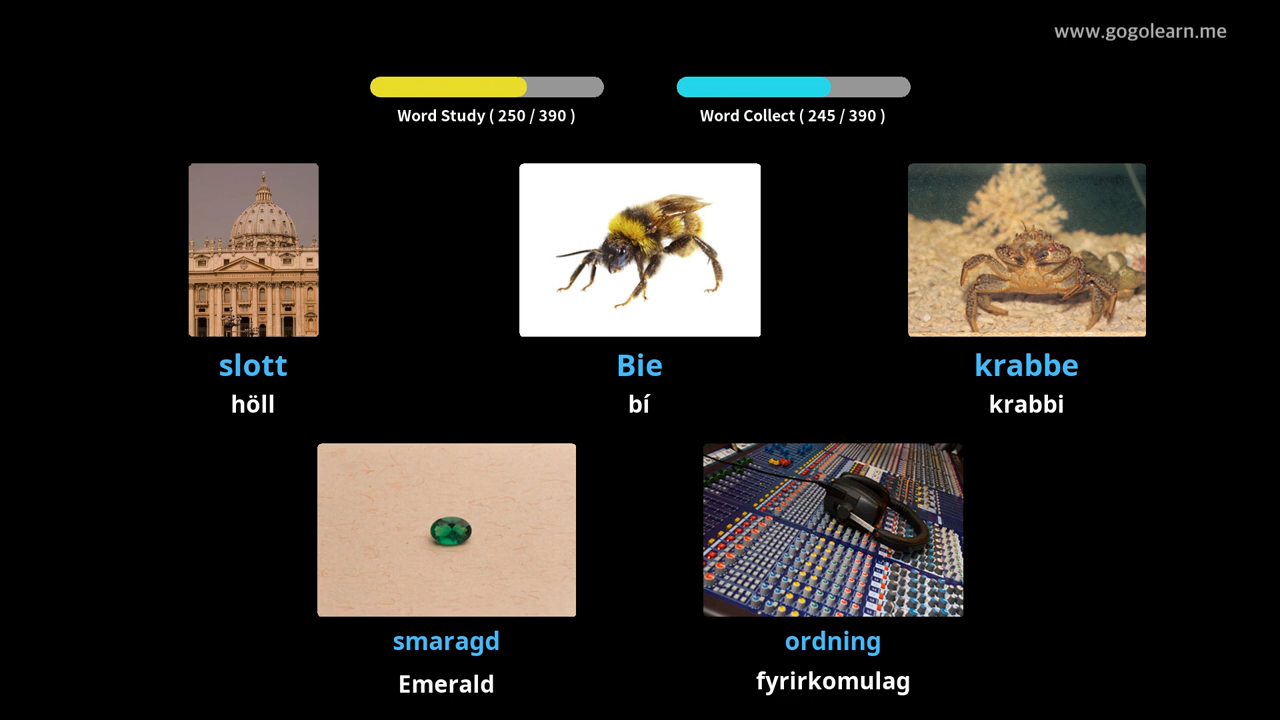 www.gogolearn.me
Word Study ( 250 / 390 )
Word Collect ( 245 / 390 )
slott
höll
Bie
bí
krabbe
krabbi
smaragd
Emerald
ordning
fyrirkomulag